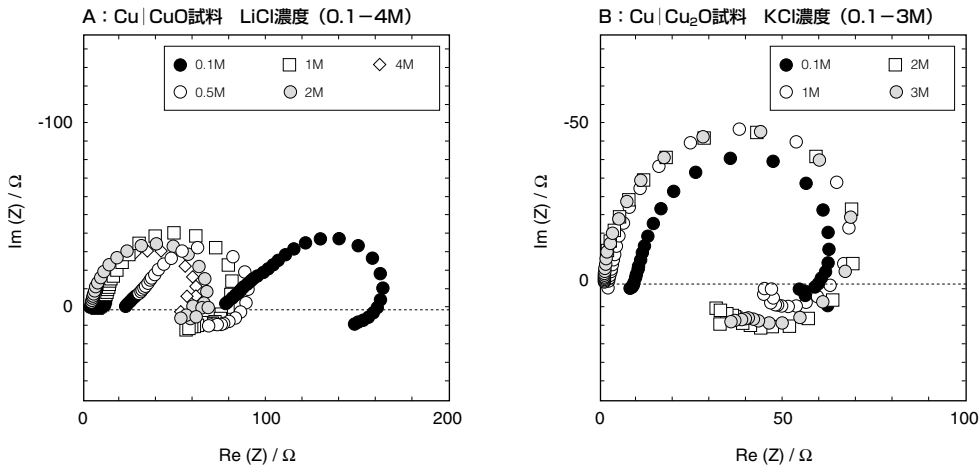 A：Cu｜CuO試料　LiCl濃度（0.1−4M）
0.1M
1M
4M
0.5M
2M
-100
0
Im (Z) / Ω
0
100
200
Re (Z) / Ω
B：Cu｜Cu₂O試料　KCl濃度（0.1−3M）
0.1M
2M
1M
3M
-50
0
Im (Z) / Ω
0
50
100
Re (Z) / Ω